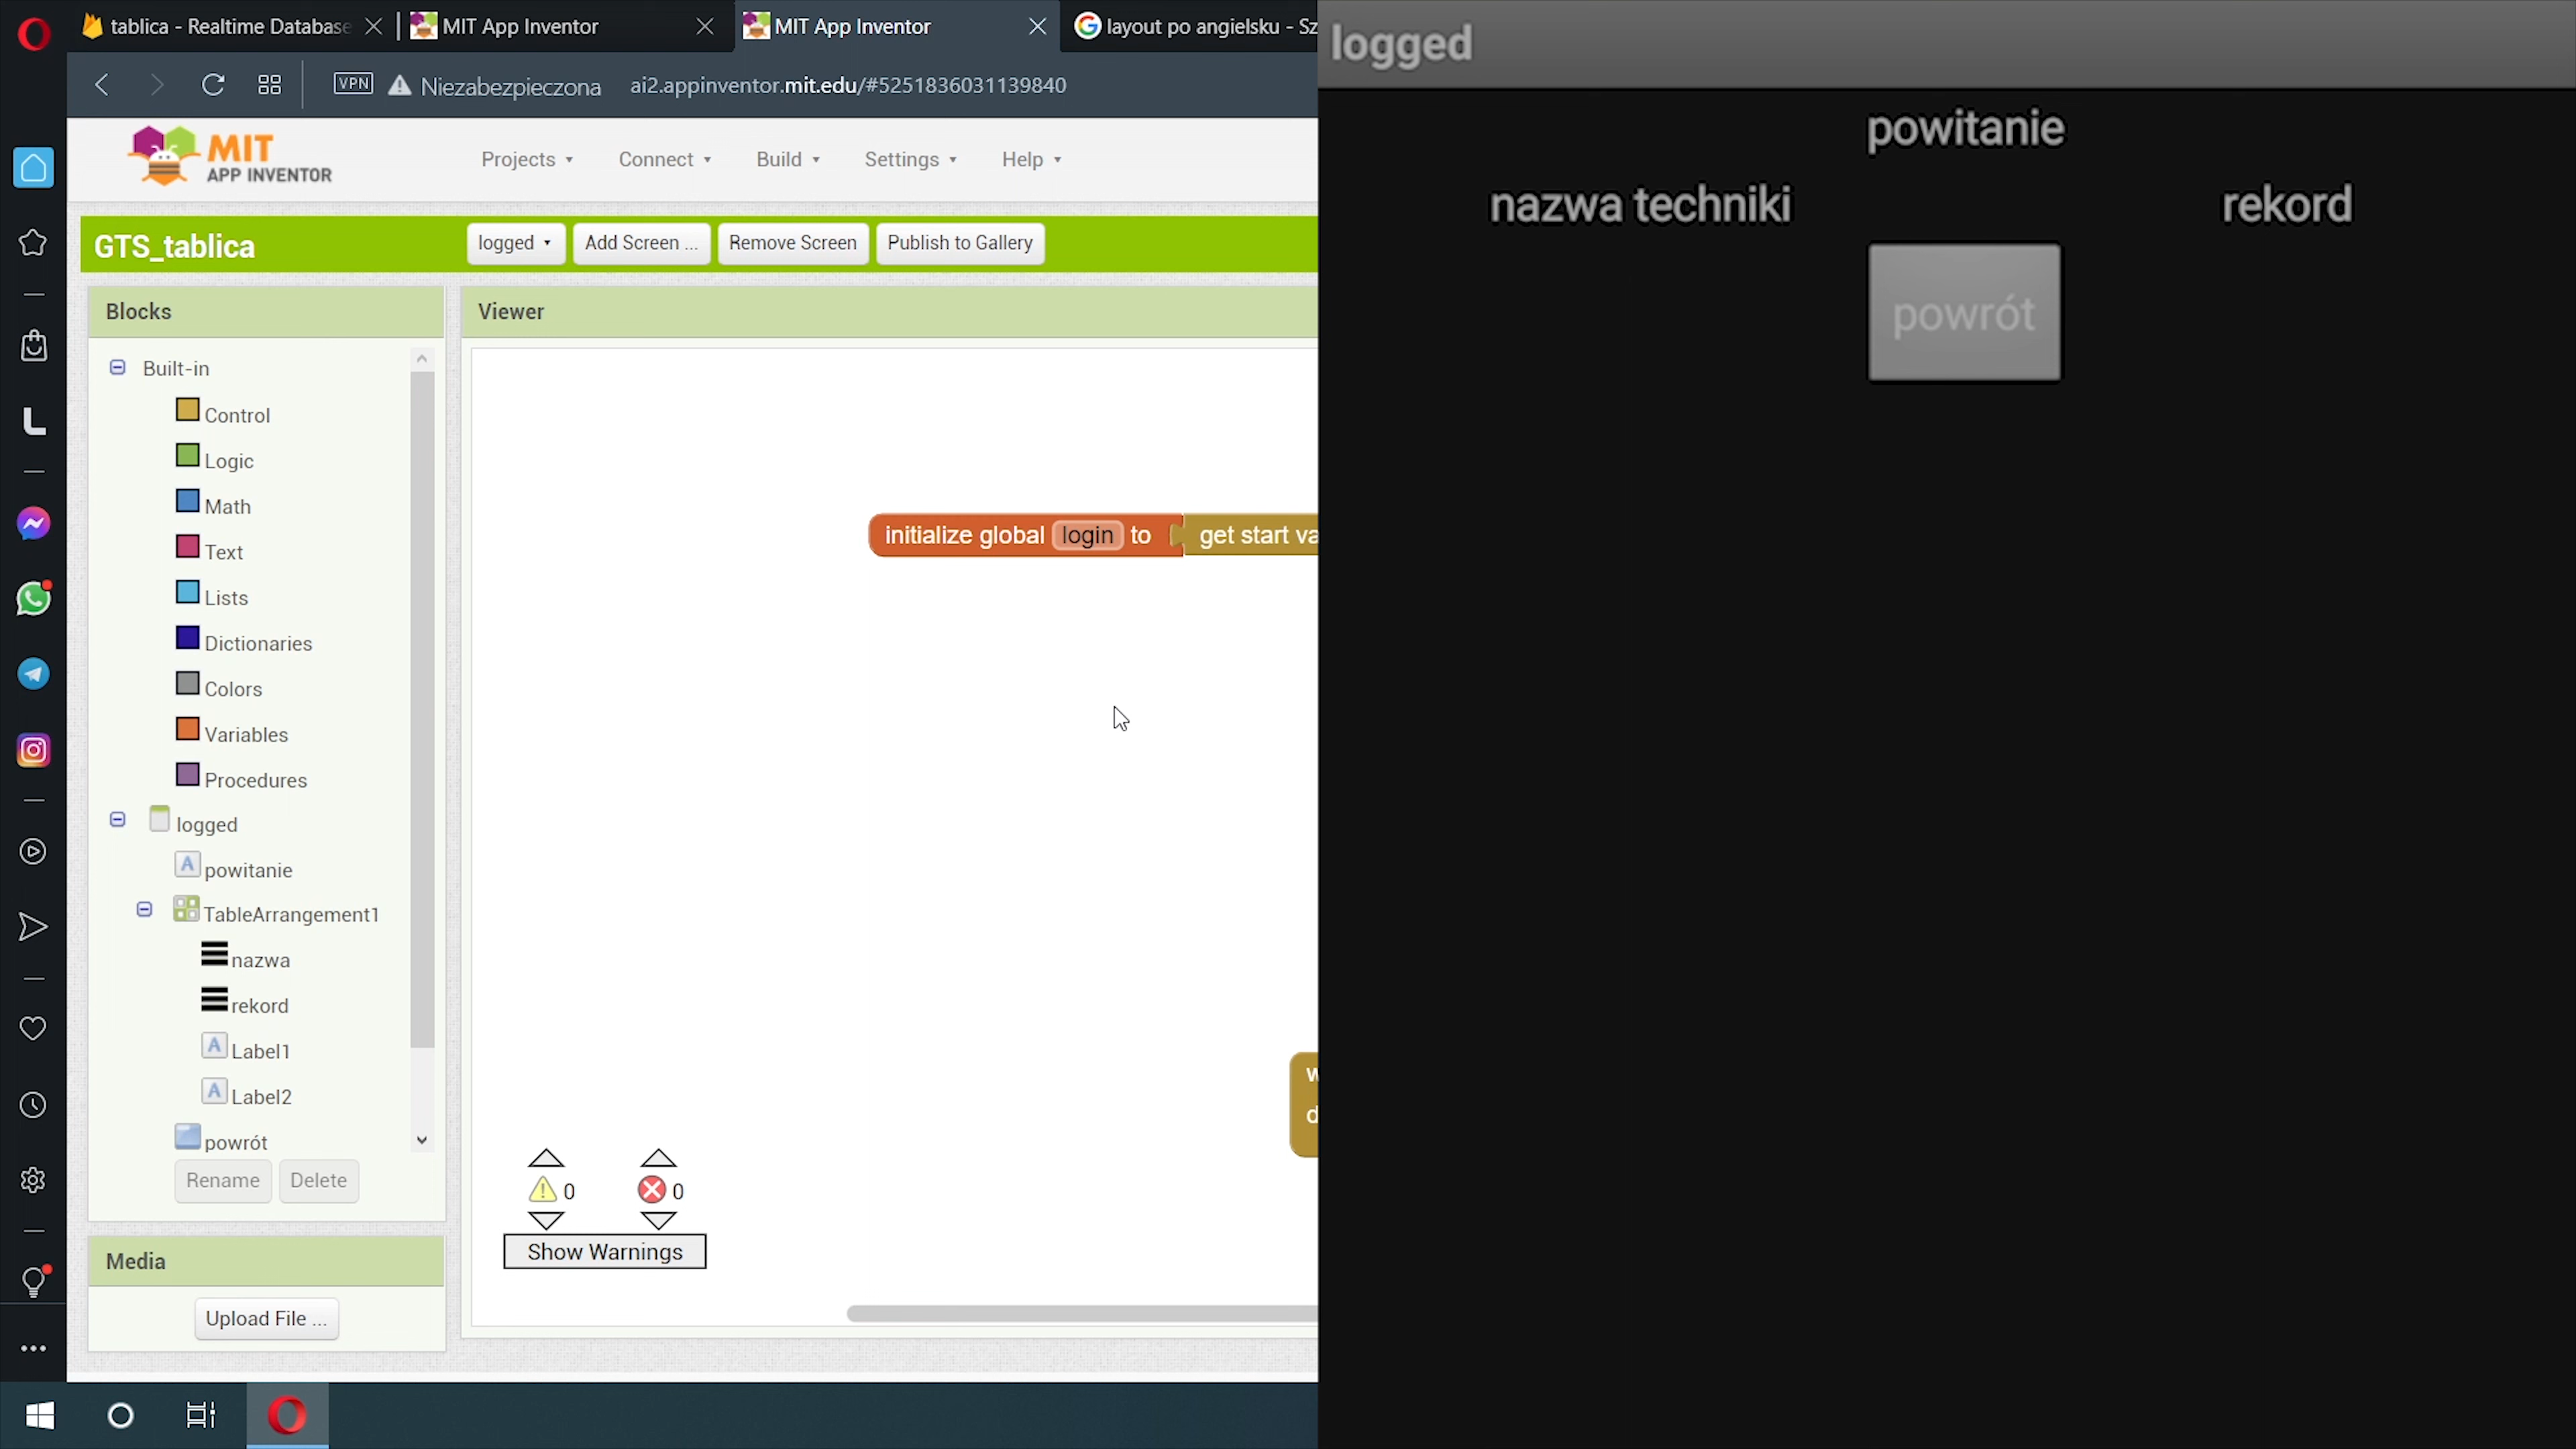 tablica - Realtime Database
MIT App Inventor
MIT App Inventor
layout po angielsku - Sz
VPN
Niezabezpieczona
ai2.appinventor.mit.edu/#5251836031139840
MIT
APP INVENTOR
Projects
Connect
Build
Settings
Help
GTS_tablica
logged
Add Screen ...
Remove Screen
Publish to Gallery
Blocks
Viewer
Built-in
Control
Logic
Math
Text
Lists
Dictionaries
Colors
Variables
Procedures
logged
powitanie
TableArrangement1
nazwa
rekord
Label1
Label2
powrót
Rename
Delete
Media
Upload File ...
initialize global login to get start va
w
d
0
0
Show Warnings
logged
powitanie
nazwa techniki
rekord
powrót